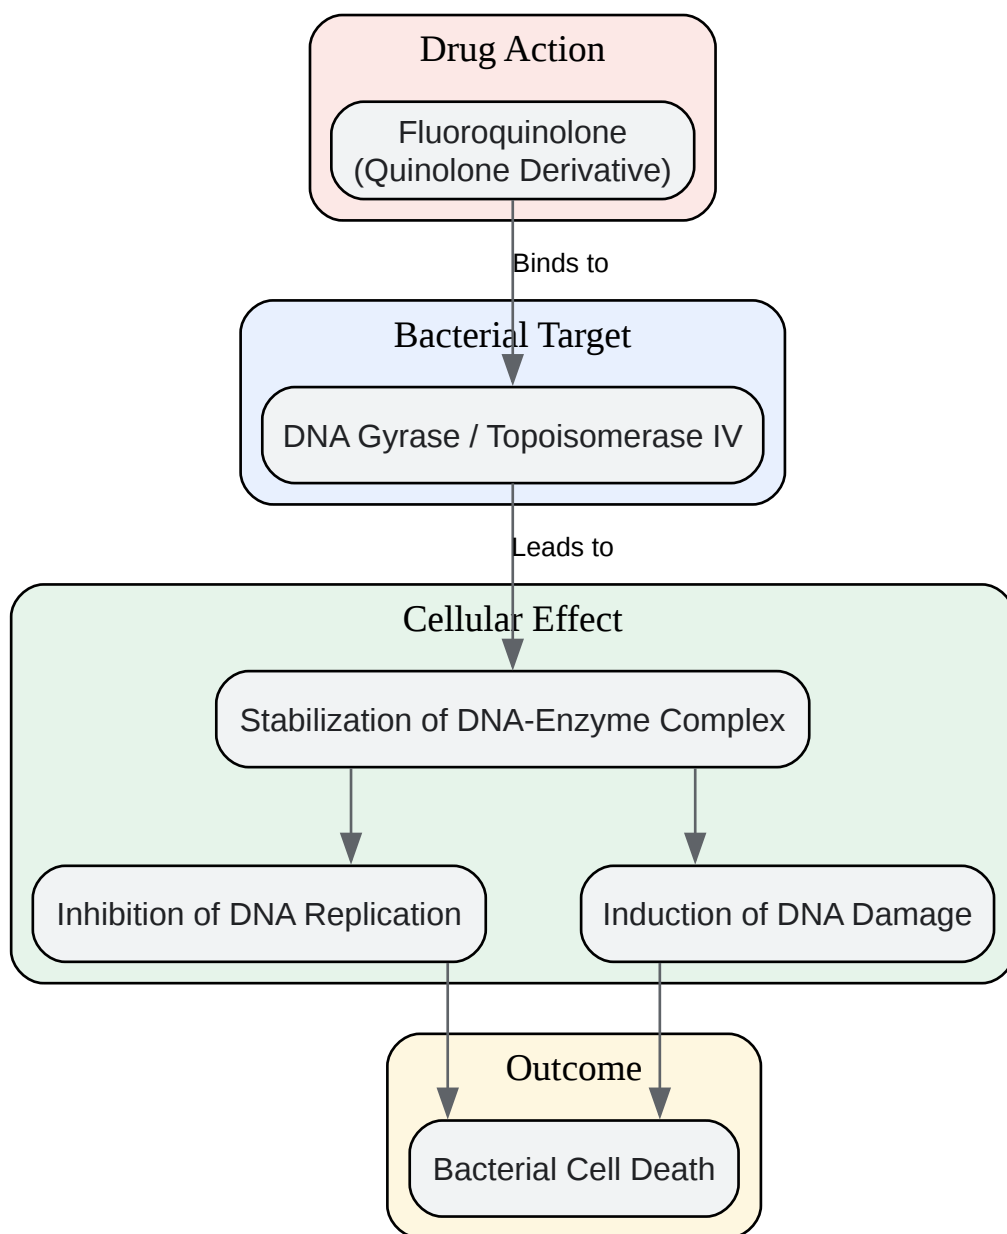 Drug Action
Fluoroquinolone
(Quinolone Derivative)
Binds to
Bacterial Target
DNA Gyrase / Topoisomerase IV
Leads to
Cellular Effect
Stabilization of DNA-Enzyme Complex
Inhibition of DNA Replication
Induction of DNA Damage
Outcome
Bacterial Cell Death